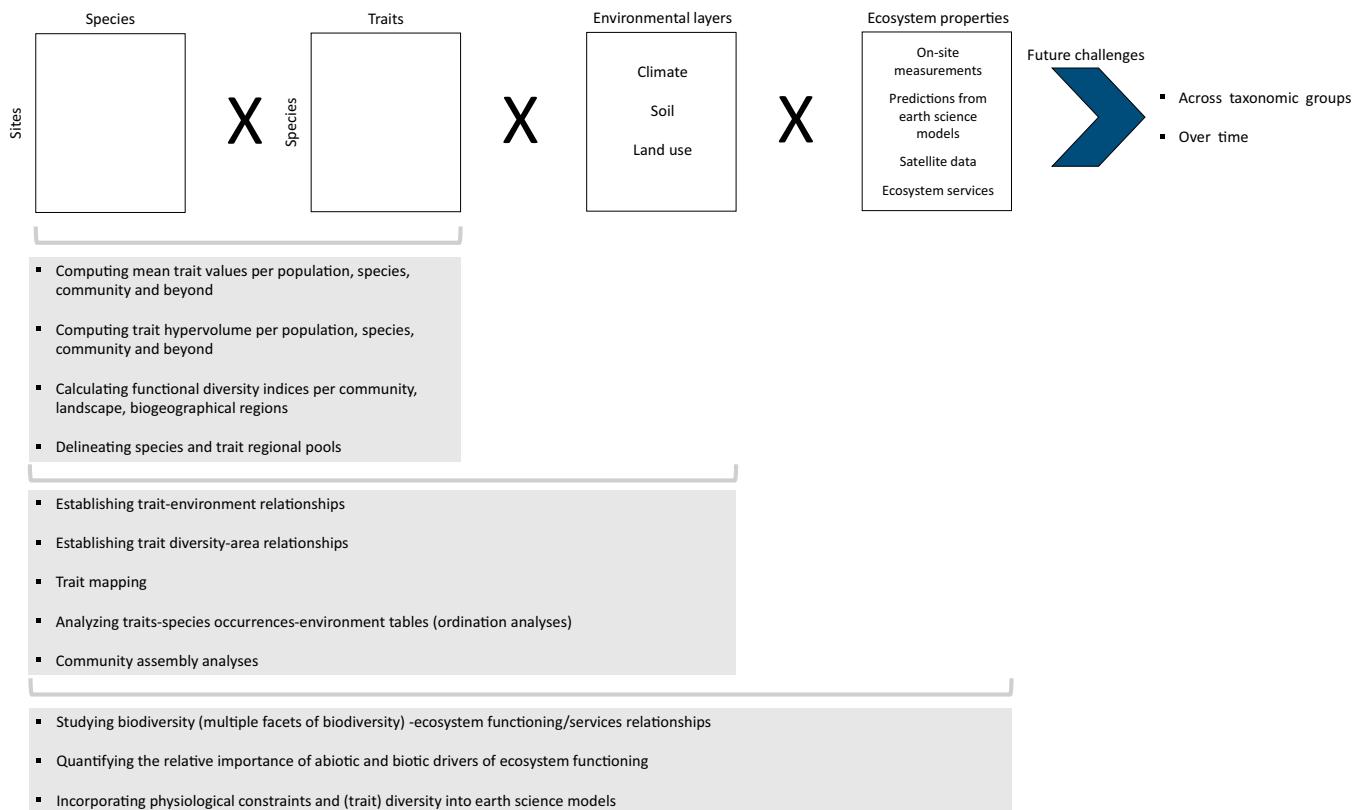 Species
Traits
Environmental layers
Ecosystem properties
Sites
X
Species
X
Climate
Soil
Land use
X
On-site
measurements
Predictions from
earth science
models
Satellite data
Ecosystem services
Future challenges
▪ Across taxonomic groups
▪ Over time
▪ Computing mean trait values per population, species,
community and beyond
▪ Computing trait hypervolume per population, species,
community and beyond
▪ Calculating functional diversity indices per community,
landscape, biogeographical regions
▪ Delineating species and trait regional pools
▪ Establishing trait-environment relationships
▪ Establishing trait diversity-area relationships
▪ Trait mapping
▪ Analyzing traits-species occurrences-environment tables (ordination analyses)
▪ Community assembly analyses
▪ Studying biodiversity (multiple facets of biodiversity) -ecosystem functioning/services relationships
▪ Quantifying the relative importance of abiotic and biotic drivers of ecosystem functioning
▪ Incorporating physiological constraints and (trait) diversity into earth science models